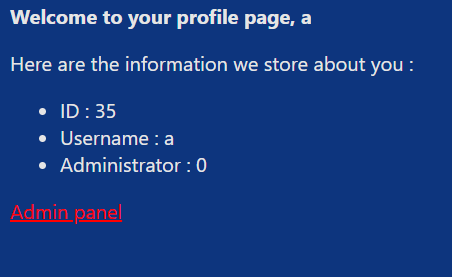 Welcome to your profile page, a
Here are the information we store about you :
ID : 35
Username : a
Administrator : 0
Admin panel